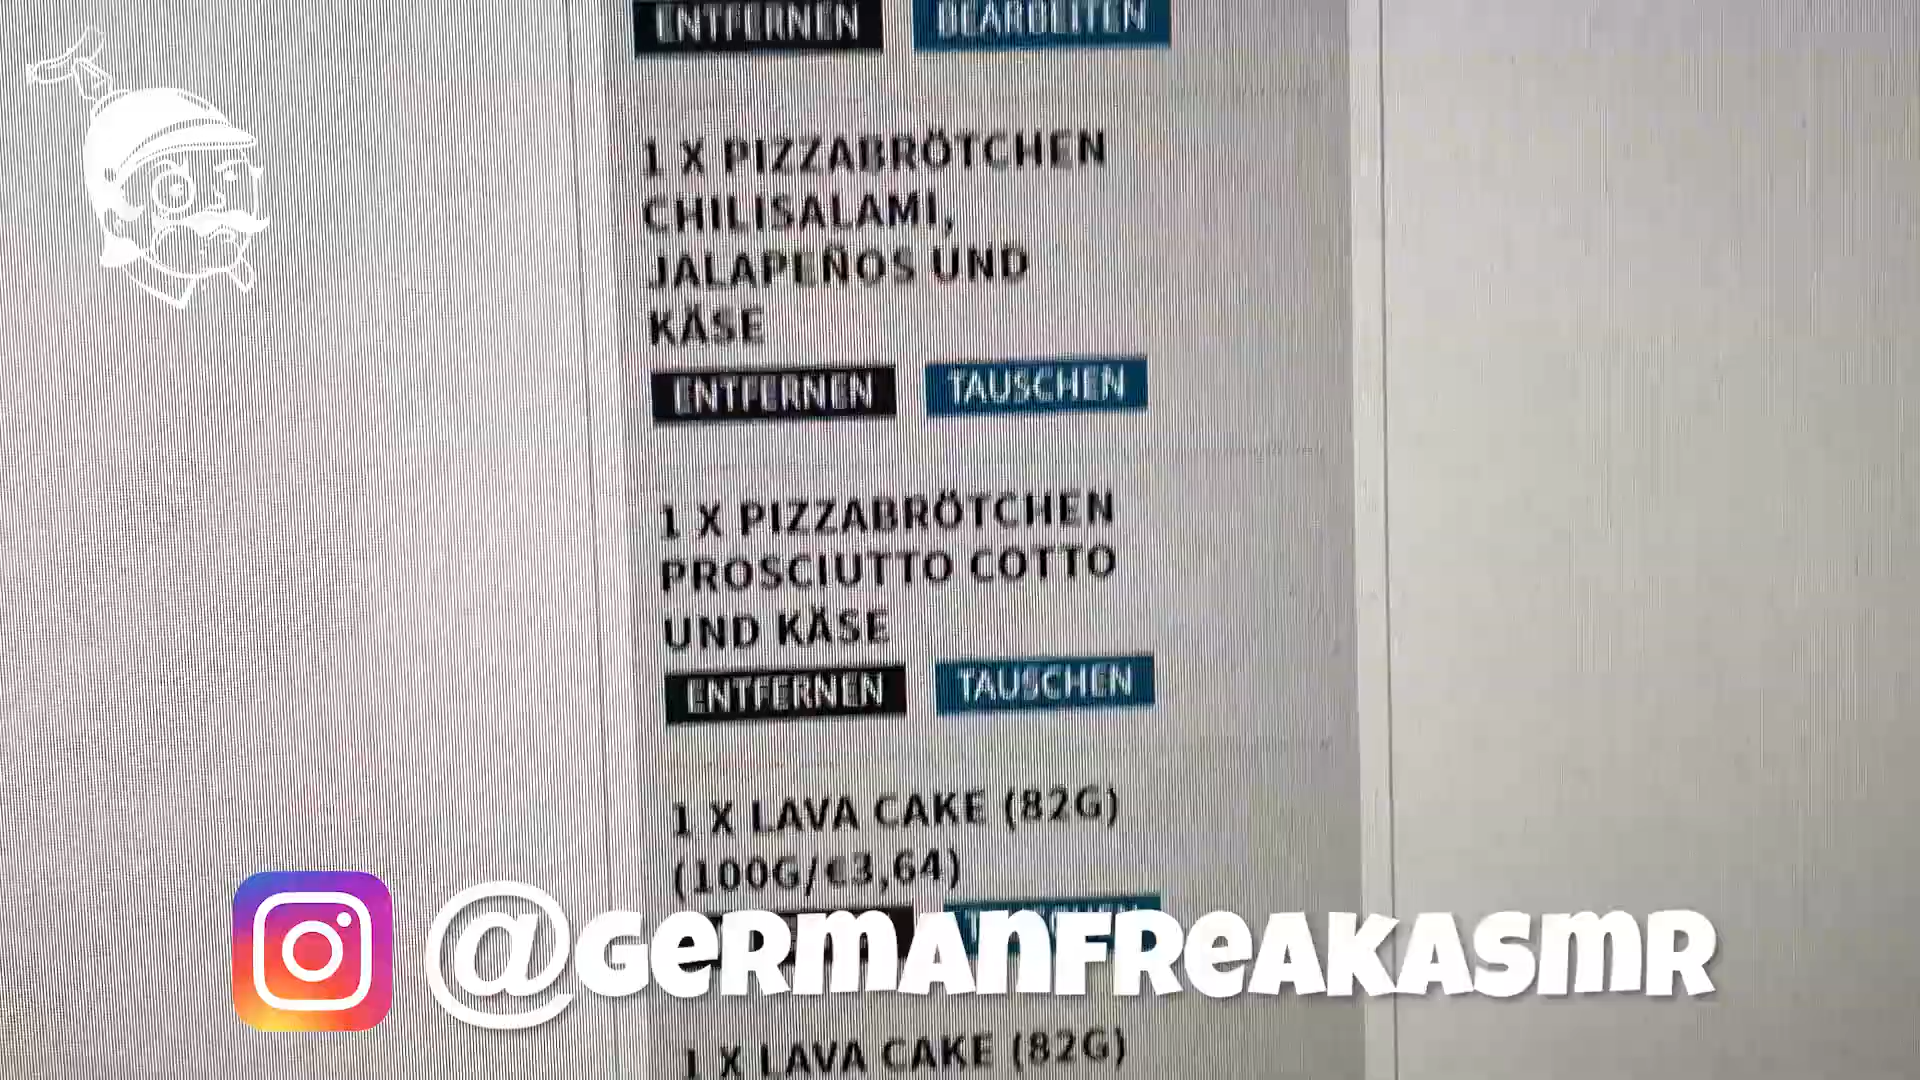 ENTFERNEN BEARBEITEN
1 X PIZZABRÖTCHEN
CHILISALAMI,
JALAPEÑOS UND
KÄSE
ENTFERNEN TAUSCHEN
1 X PIZZABRÖTCHEN
PROSCIUTTO COTTO
UND KÄSE
ENTFERNEN TAUSCHEN
1 X LAVA CAKE (82G)
(100G/€3,64)
@GermanFreakASMR
1 X LAVA CAKE (82G)